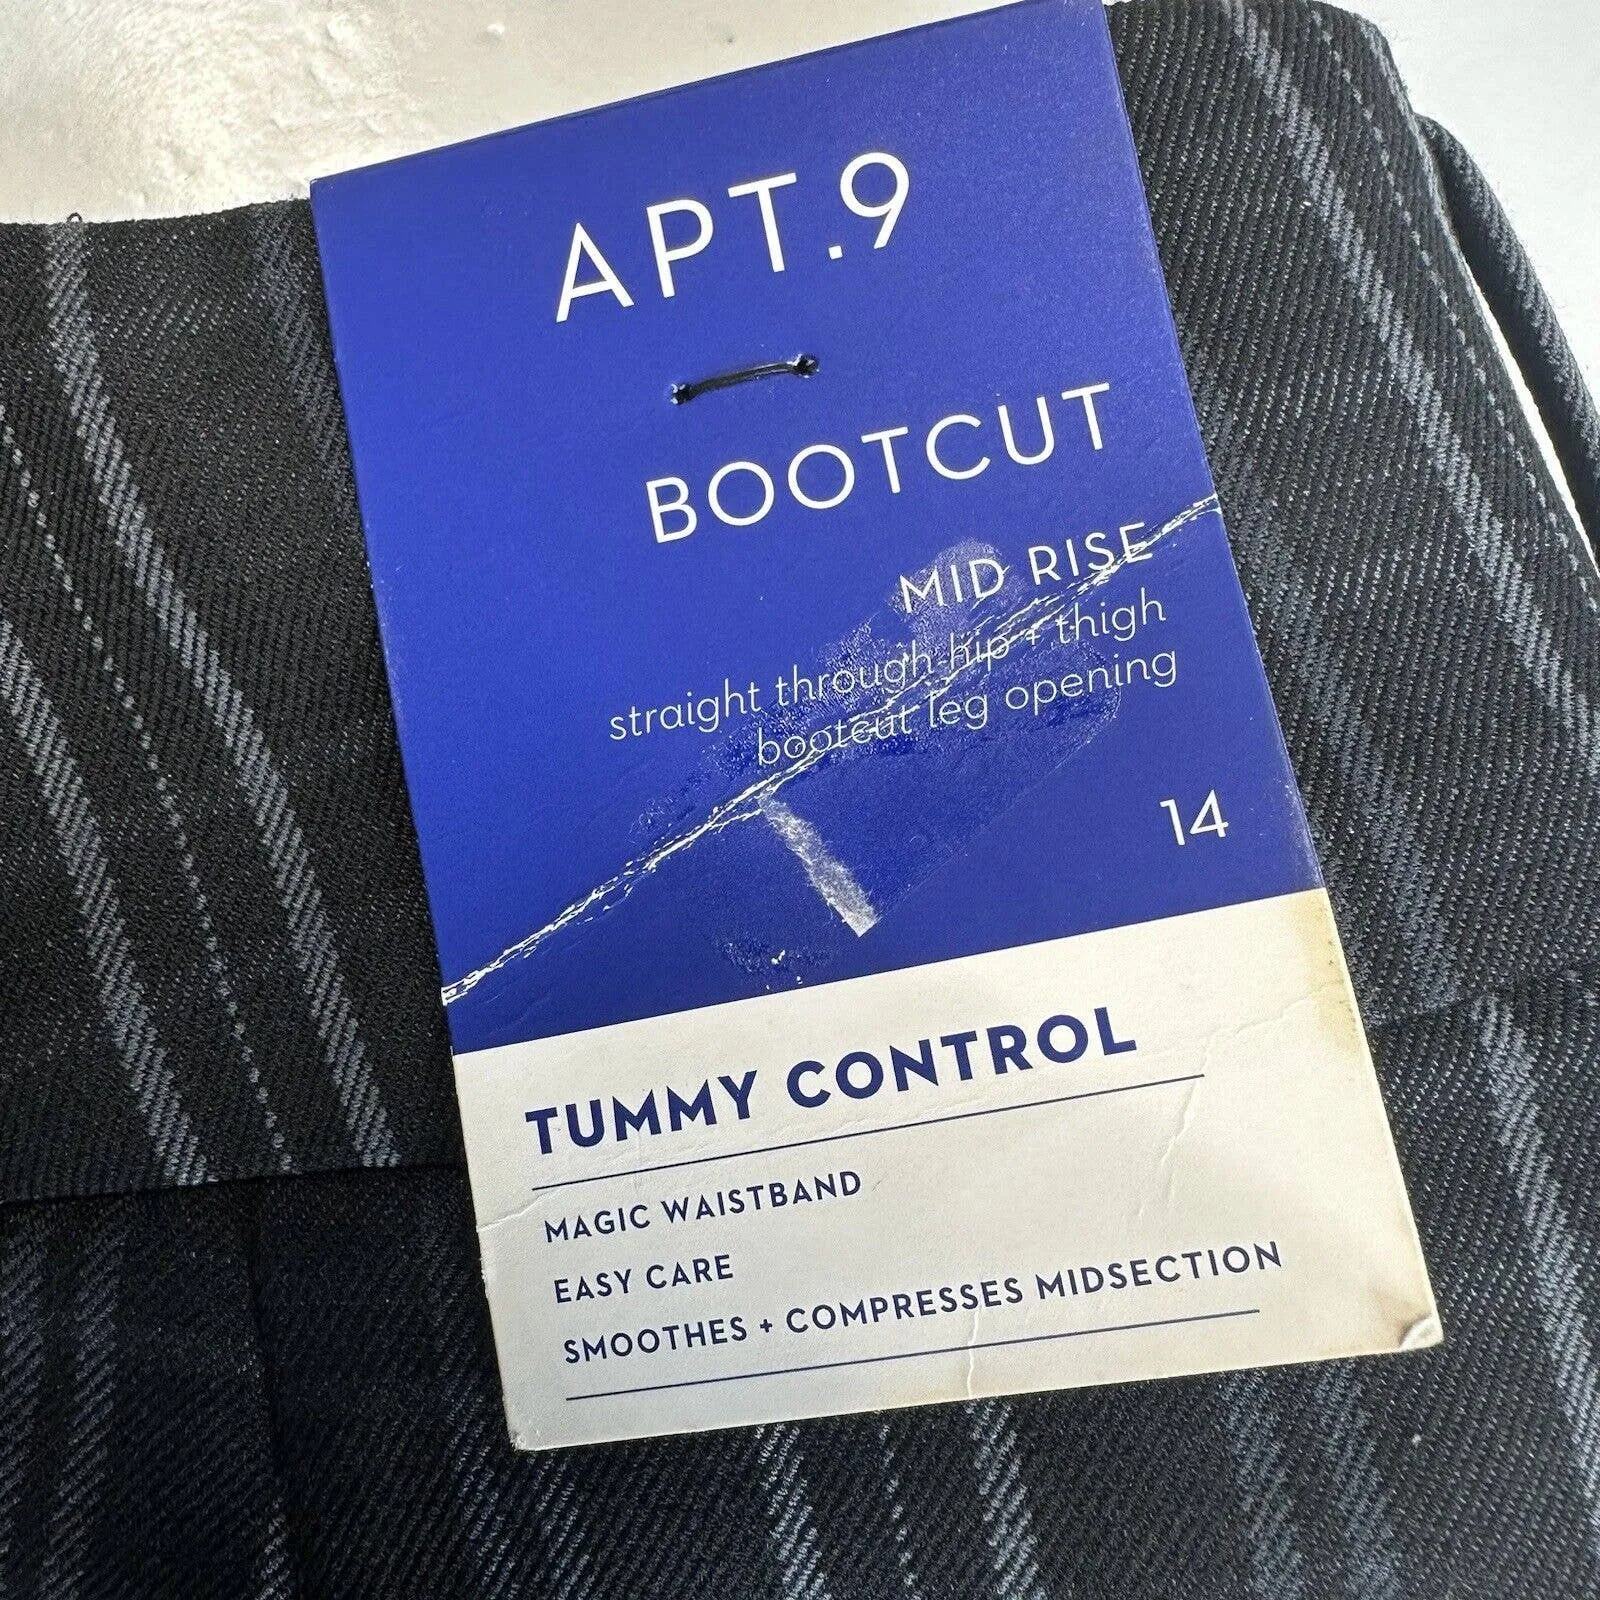 APT.9
BOOTCUT
MID RISE
straight through hip + thigh
bootcut leg opening
14
TUMMY CONTROL
MAGIC WAISTBAND
EASY CARE
SMOOTHES + COMPRESSES MIDSECTION